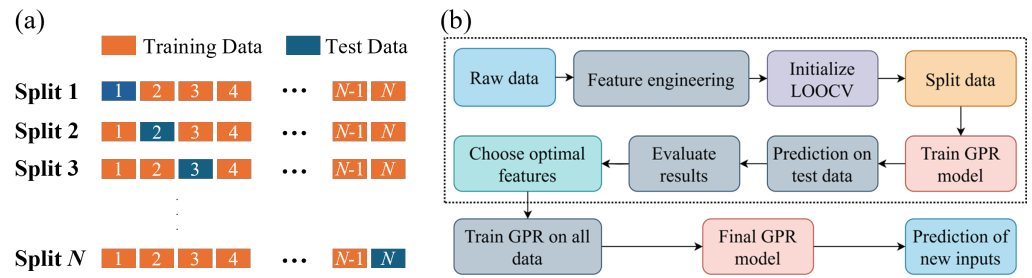 (a)
Training Data Test Data
Split 1 1 2 3 4 ... N-1 N
Split 2 1 2 3 4 ... N-1 N
Split 3 1 2 3 4 ... N-1 N
Split N 1 2 3 4 ... N-1 N
(b)
Raw data
Feature engineering
Initialize
LOOCV
Split data
Train GPR
model
Prediction on
test data
Evaluate
results
Choose optimal
features
Train GPR on all
data
Final GPR
model
Prediction of
new inputs